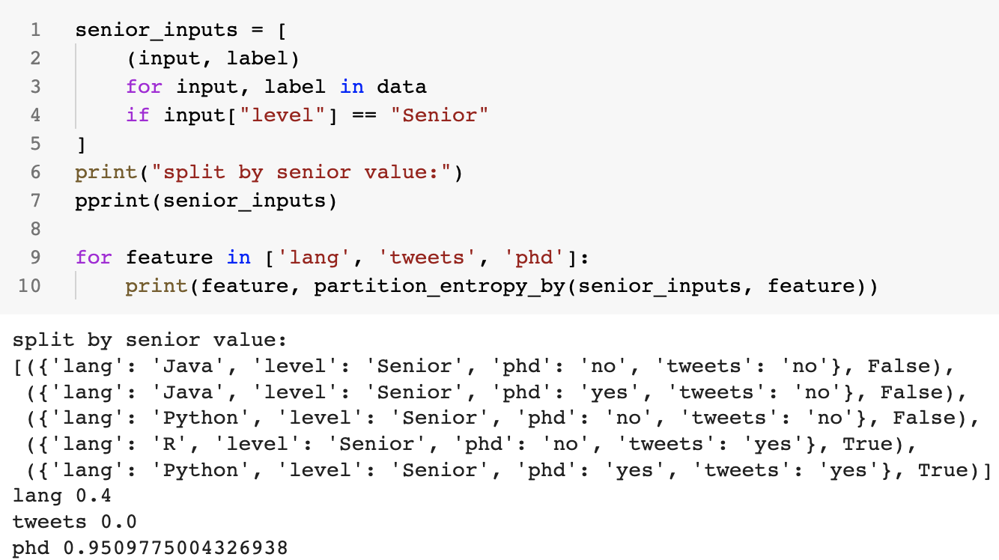 1 senior_inputs = [
2     (input, label)
3     for input, label in data
4     if input["level"] == "Senior"
5 ]
6 print("split by senior value:")
7 pprint(senior_inputs)
8
9 for feature in ['lang', 'tweets', 'phd']:
10     print(feature, partition_entropy_by(senior_inputs, feature))
split by senior value:
[({'lang': 'Java', 'level': 'Senior', 'phd': 'no', 'tweets': 'no'}, False),
 ({'lang': 'Java', 'level': 'Senior', 'phd': 'yes', 'tweets': 'no'}, False),
 ({'lang': 'Python', 'level': 'Senior', 'phd': 'no', 'tweets': 'no'}, False),
 ({'lang': 'R', 'level': 'Senior', 'phd': 'no', 'tweets': 'yes'}, True),
 ({'lang': 'Python', 'level': 'Senior', 'phd': 'yes', 'tweets': 'yes'}, True)]
lang 0.4
tweets 0.0
phd 0.9509775004326938